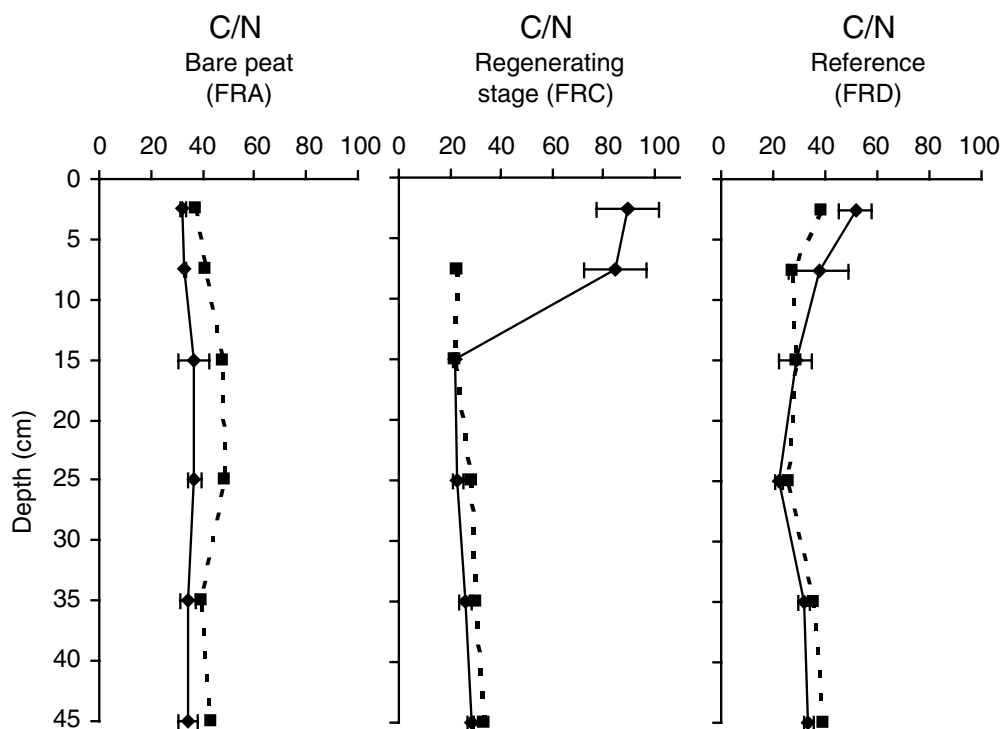 C/N
Bare peat
(FRA)
C/N
Regenerating
stage (FRC)
C/N
Reference
(FRD)
0 20 40 60 80 100
0 20 40 60 80 100
0 20 40 60 80 100
Depth (cm)
0
5
10
15
20
25
30
35
40
45